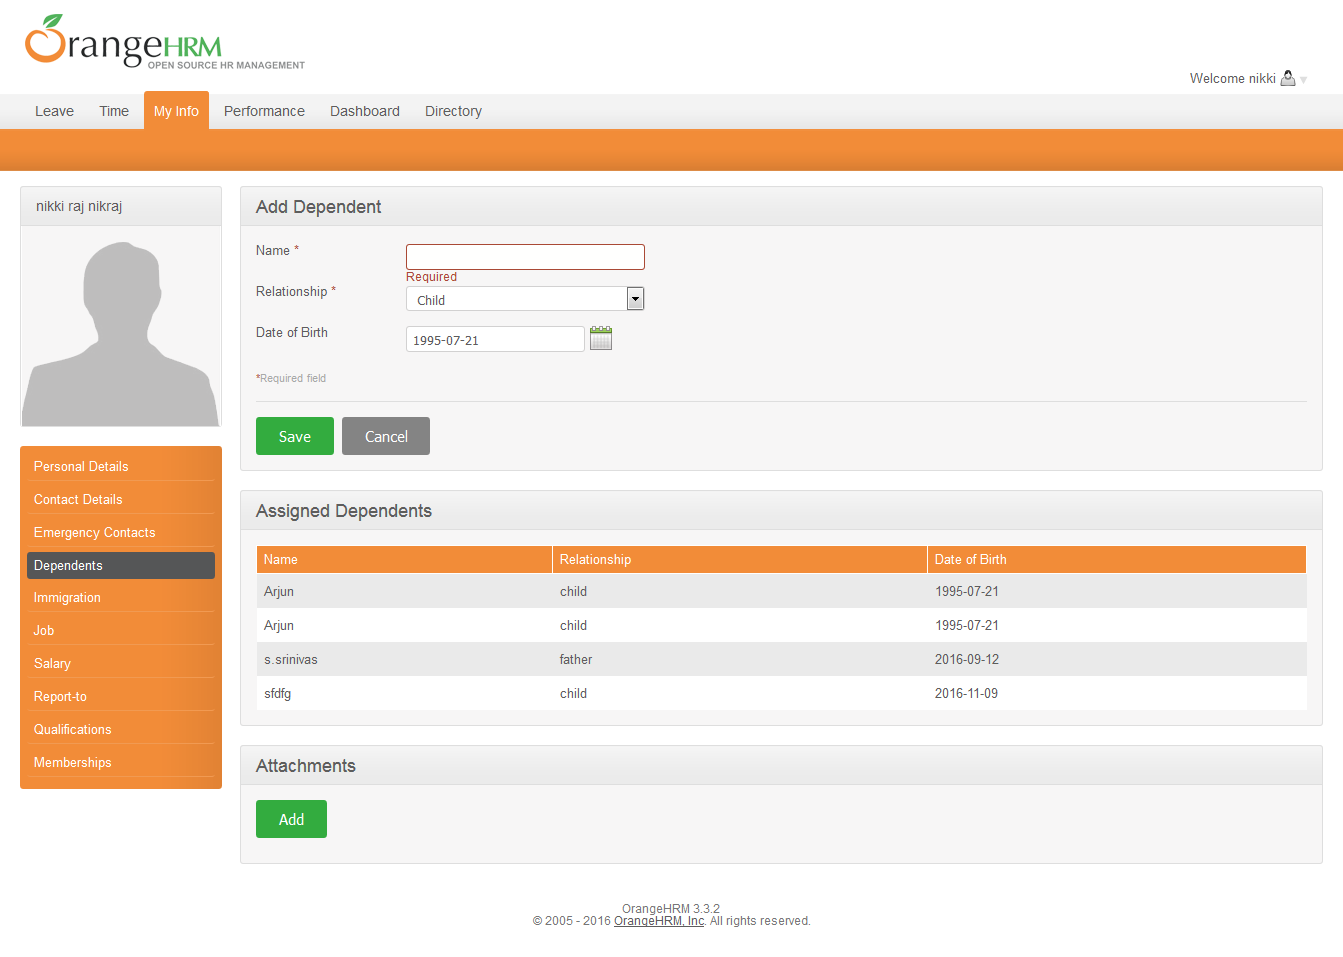 OrangeHRM
OPEN SOURCE HR MANAGEMENT
Welcome nikki
Leave Time My Info Performance Dashboard Directory
nikki raj nikraj
Personal Details
Contact Details
Emergency Contacts
Dependents
Immigration
Job
Salary
Report-to
Qualifications
Memberships
Add Dependent
Name *
Required
Relationship * Child
Date of Birth 1995-07-21
*Required field
Save Cancel
Assigned Dependents
Name Relationship Date of Birth
Arjun child 1995-07-21
Arjun child 1995-07-21
s.srinivas father 2016-09-12
sfdfg child 2016-11-09
Attachments
Add
OrangeHRM 3.3.2
© 2005 - 2016 OrangeHRM, Inc. All rights reserved.